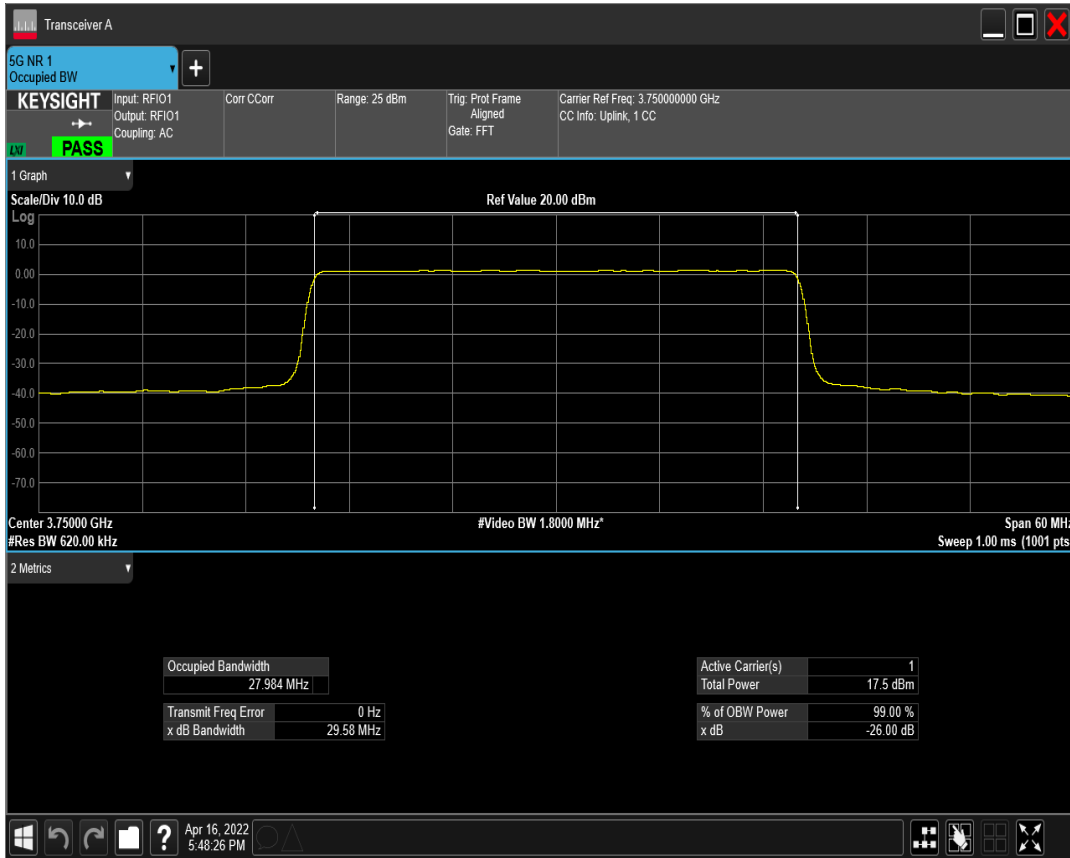 Transceiver A
5G NR 1
Occupied BW
+
KEYSIGHT
LXI
PASS
Input: RFIO1
Output: RFIO1
Coupling: AC
Corr CCorr
Range: 25 dBm
Trig: Prot Frame
Aligned
Gate: FFT
Carrier Ref Freq: 3.750000000 GHz
CC Info: Uplink, 1 CC
1 Graph
Scale/Div 10.0 dB
Ref Value 20.00 dBm
Log
10.0
0.00
-10.0
-20.0
-30.0
-40.0
-50.0
-60.0
-70.0
Center 3.75000 GHz
#Video BW 1.8000 MHz*
Span 60 MHz
#Res BW 620.00 kHz
Sweep 1.00 ms (1001 pts
2 Metrics
Occupied Bandwidth
27.984 MHz
Transmit Freq Error 0 Hz
x dB Bandwidth 29.58 MHz
Active Carrier(s) 1
Total Power 17.5 dBm
% of OBW Power 99.00 %
x dB -26.00 dB
?
Apr 16, 2022
5:48:26 PM